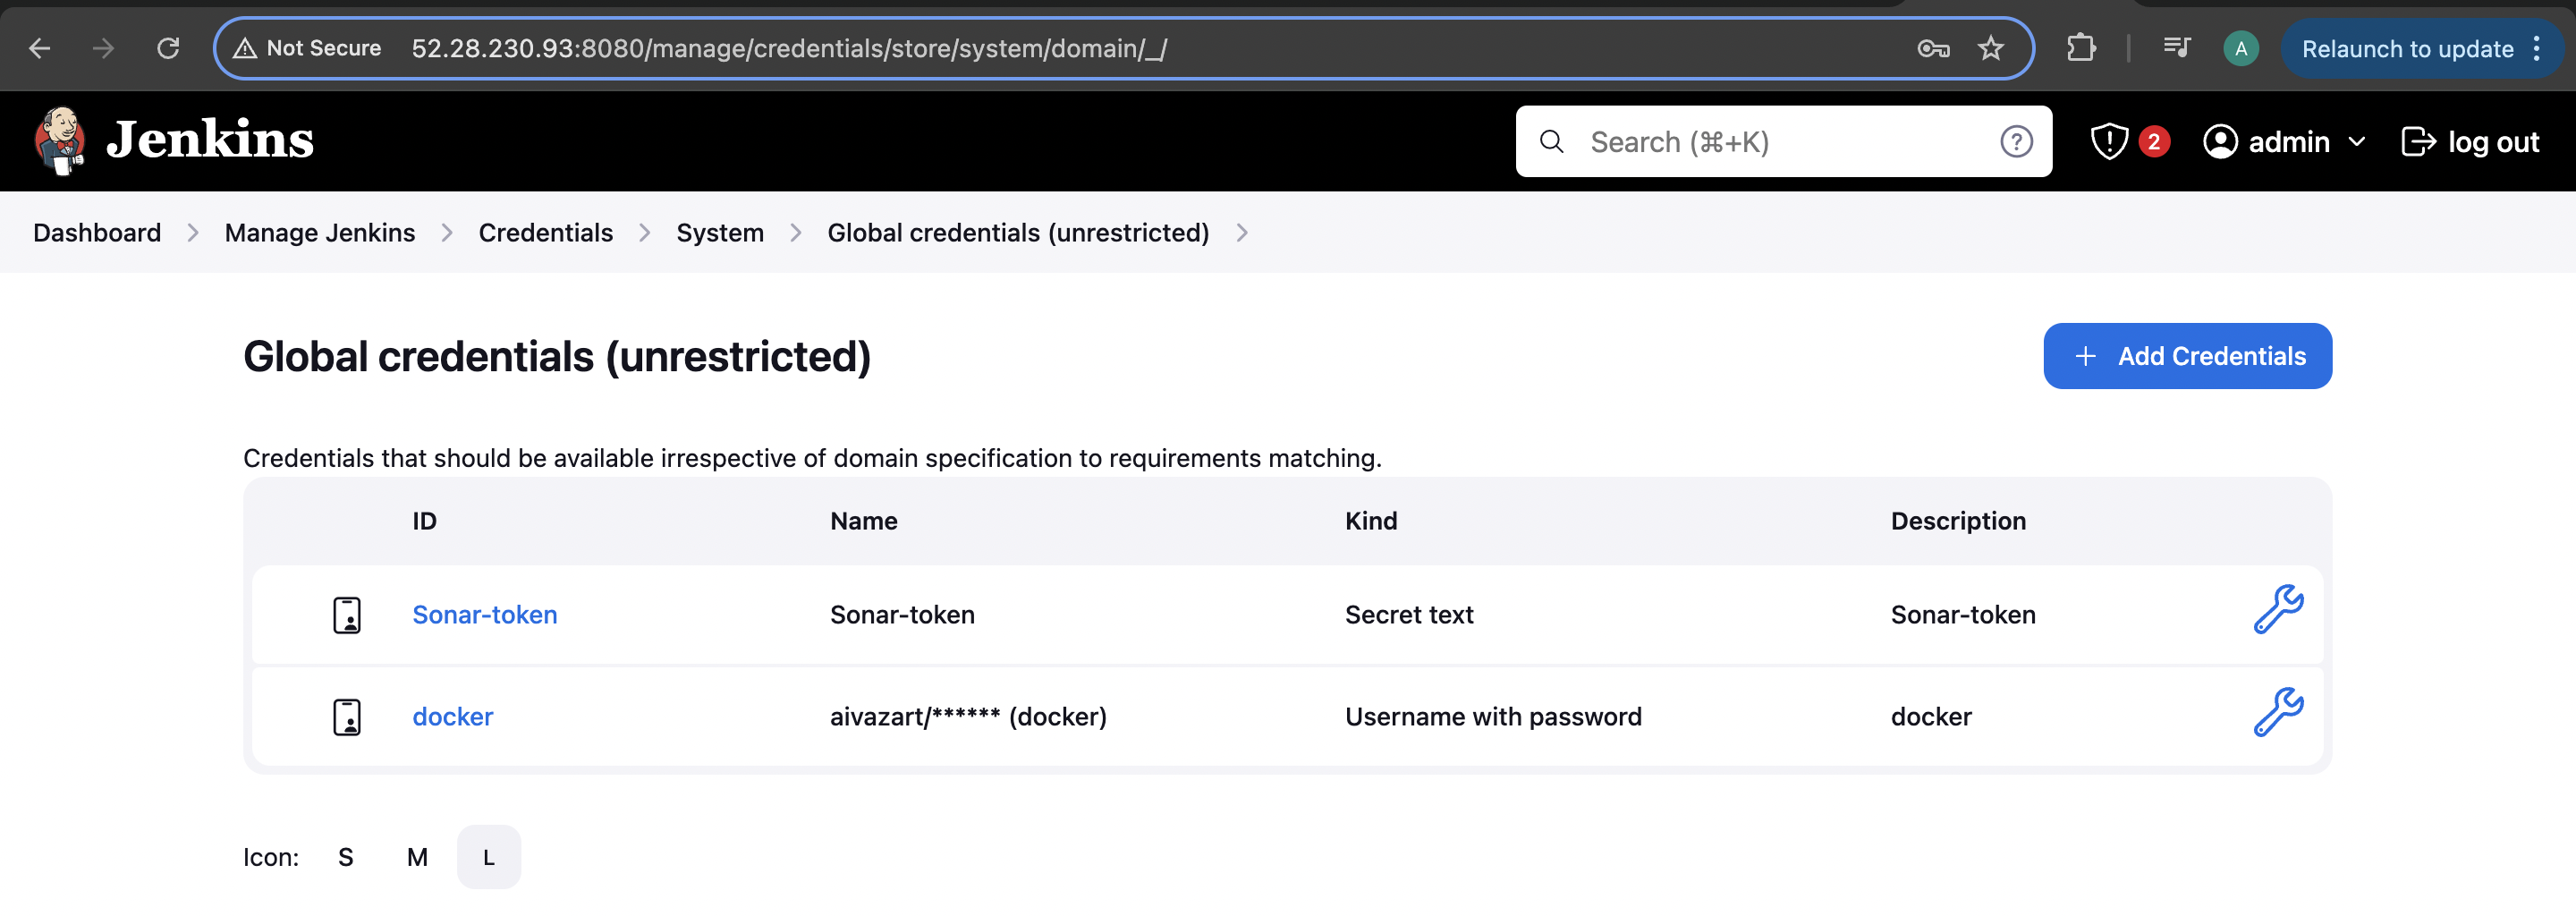 Not Secure 52.28.230.93:8080/manage/credentials/store/system/domain/_/ A Relaunch to update
Jenkins Search (⌘+K) ? 2 admin log out
Dashboard Manage Jenkins Credentials System Global credentials (unrestricted)
Global credentials (unrestricted) + Add Credentials
Credentials that should be available irrespective of domain specification to requirements matching.
ID Name Kind Description
Sonar-token Sonar-token Secret text Sonar-token
docker aivazart/****** (docker) Username with password docker
Icon: S M L